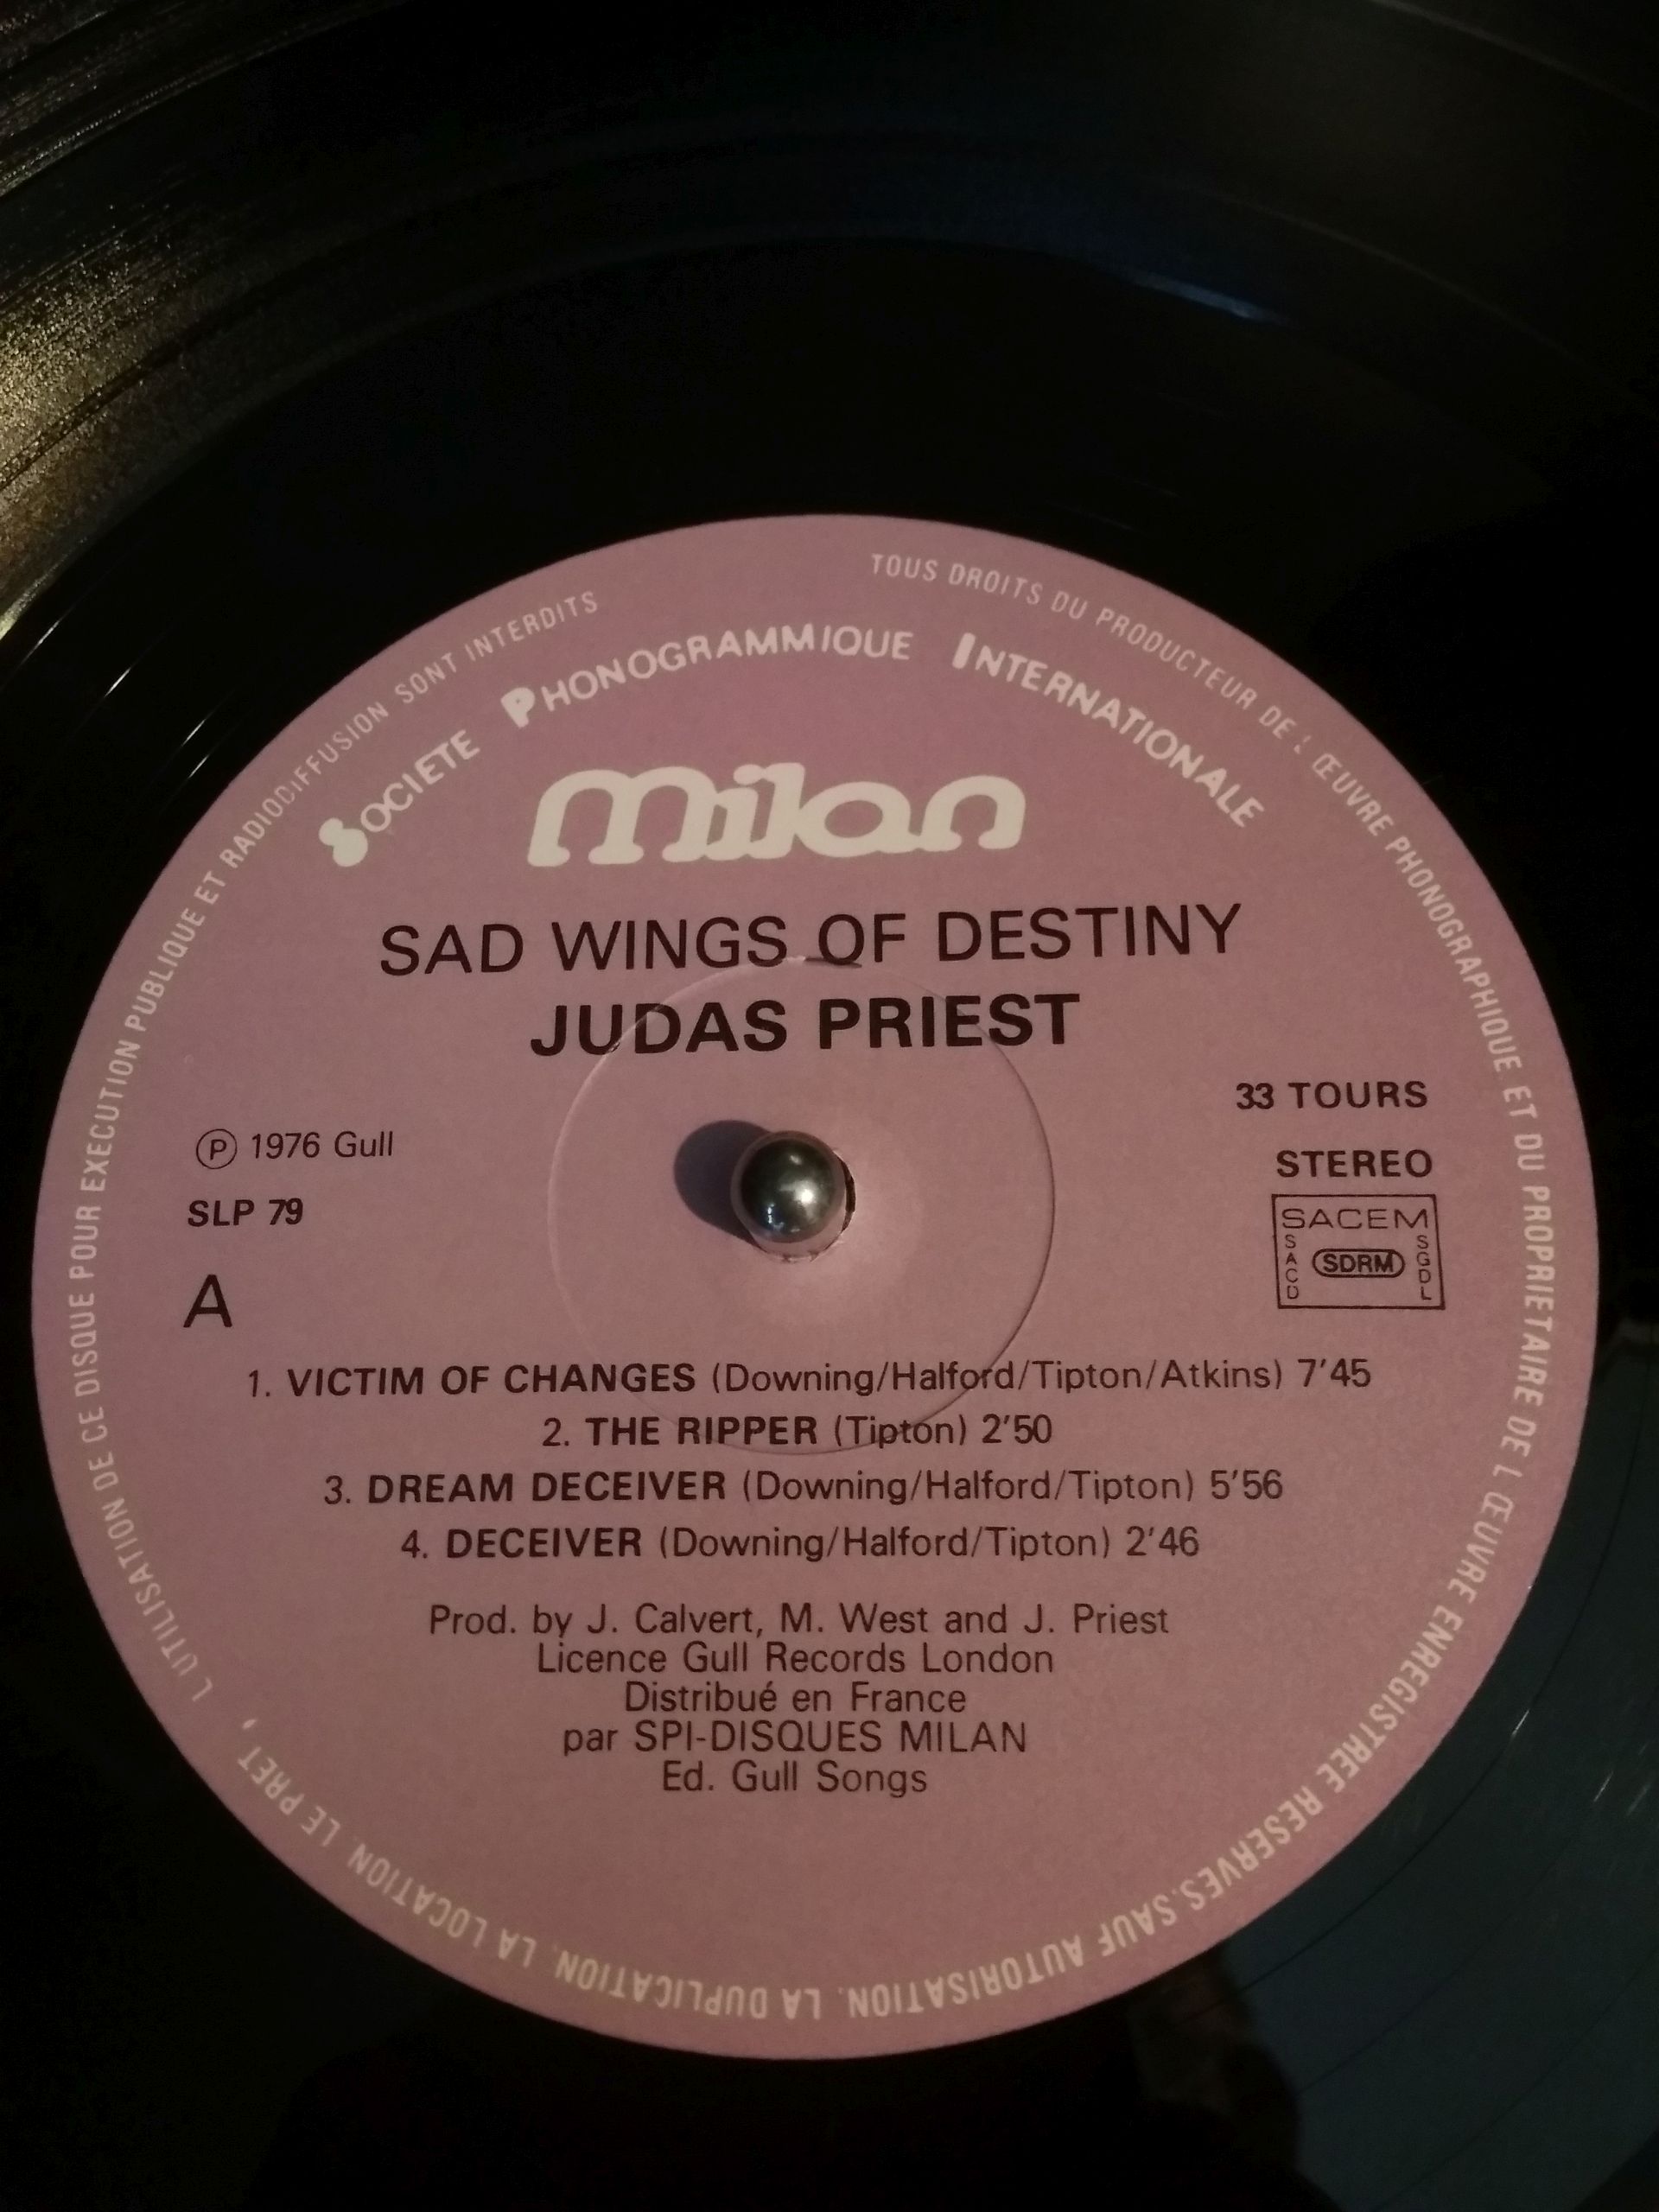 TOUS DROITS DU PRODUCTEUR DE L'ŒUVRE PHONOGRAPHIQUE ET DU PROPRIETAIRE DE L'ŒUVRE ENREGISTREE RESERVES. SAUF AUTORISATION, LA DUPLICATION, LA LOCATION, LE PRET, L'UTILISATION DE CE DISQUE POUR EXECUTION PUBLIQUE ET RADIODIFFUSION SONT INTERDITS
SOCIETE PHONOGRAMMIQUE INTERNATIONALE
milan
SAD WINGS OF DESTINY
JUDAS PRIEST
33 TOURS
℗ 1976 Gull
STEREO
SLP 79
SACEM
SACD
SDRM
SGDL
A
1. VICTIM OF CHANGES (Downing/Halford/Tipton/Atkins) 7'45
2. THE RIPPER (Tipton) 2'50
3. DREAM DECEIVER (Downing/Halford/Tipton) 5'56
4. DECEIVER (Downing/Halford/Tipton) 2'46
Prod. by J. Calvert, M. West and J. Priest
Licence Gull Records London
Distribué en France
par SPI-DISQUES MILAN
Ed. Gull Songs